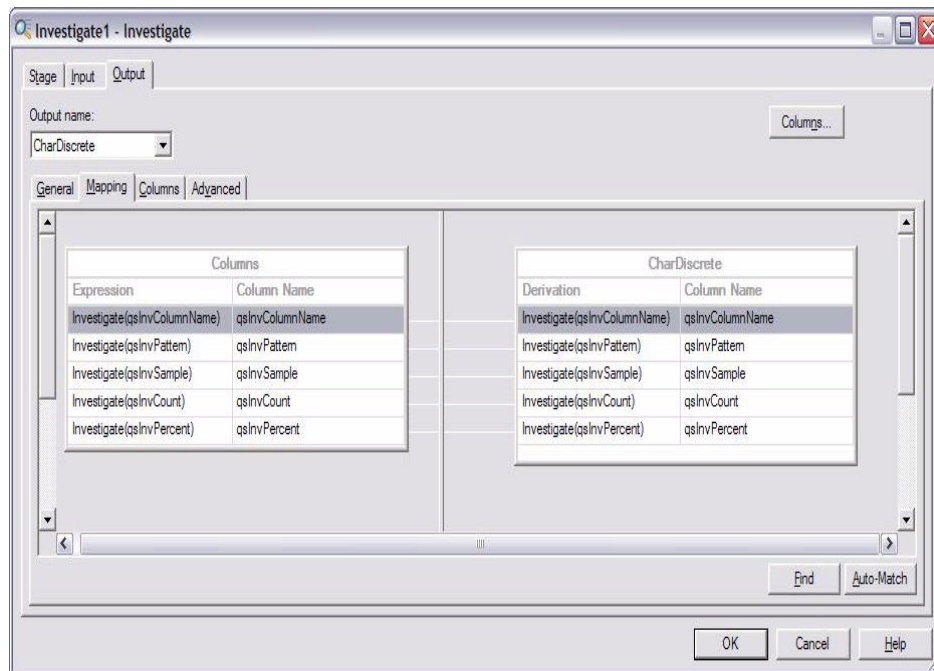 Investigate1 - Investigate
Stage Input Output
Output name:
Columns...
CharDiscrete
General Mapping Columns Advanced
Columns
Expression Column Name
Investigate(qsInvColumnName) qsInvColumnName
Investigate(qsInvPattern) qsInvPattern
Investigate(qsInvSample) qsInvSample
Investigate(qsInvCount) qsInvCount
Investigate(qsInvPercent) qsInvPercent
CharDiscrete
Derivation Column Name
Investigate(qsInvColumnName) qsInvColumnName
Investigate(qsInvPattern) qsInvPattern
Investigate(qsInvSample) qsInvSample
Investigate(qsInvCount) qsInvCount
Investigate(qsInvPercent) qsInvPercent
Find Auto-Match
OK Cancel Help